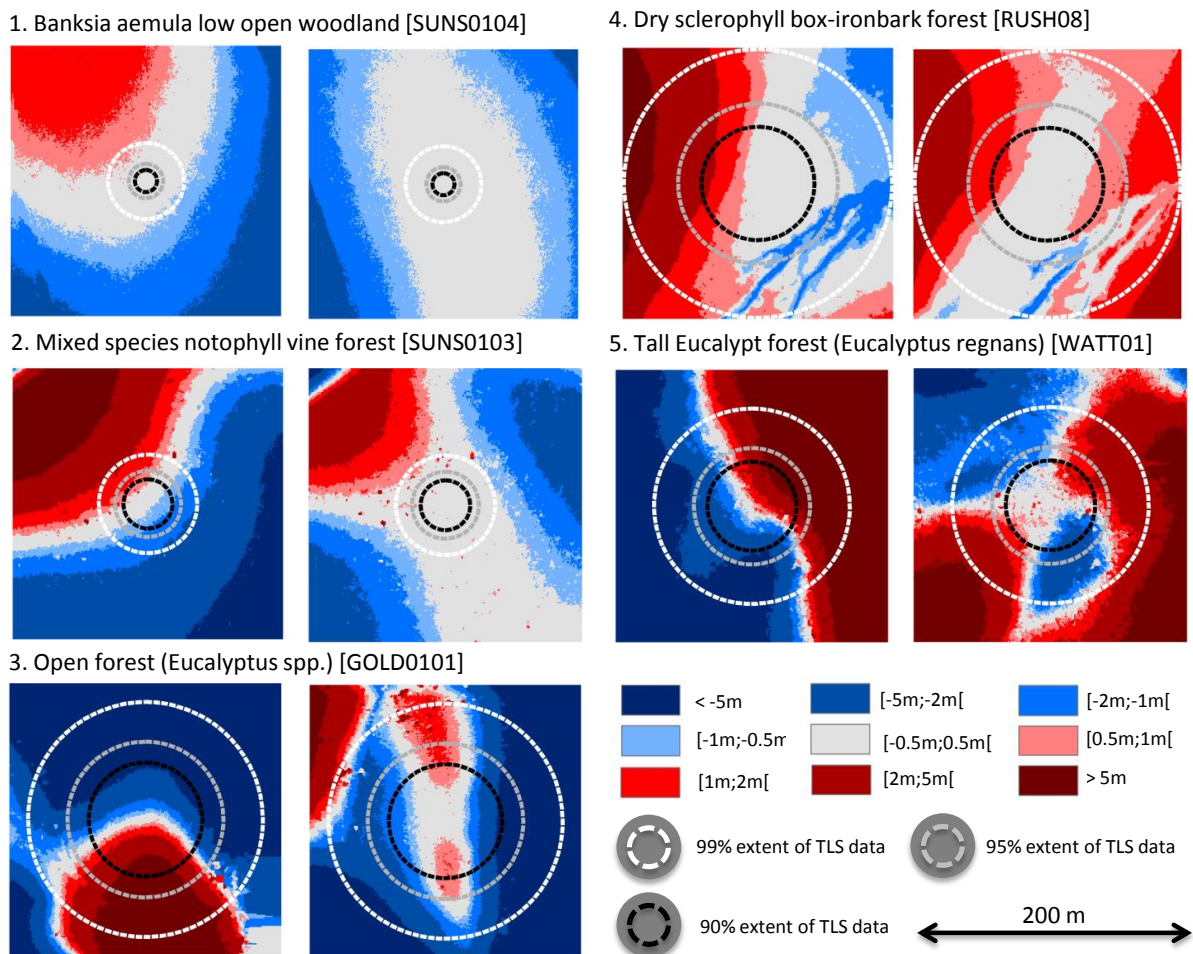 1. Banksia aemula low open woodland [SUNS0104]
4. Dry sclerophyll box-ironbark forest [RUSH08]
2. Mixed species notophyll vine forest [SUNS0103]
5. Tall Eucalypt forest (Eucalyptus regnans) [WATT01]
3. Open forest (Eucalyptus spp.) [GOLD0101]
< -5m
[-5m;-2m[
[-2m;-1m[
[-1m;-0.5m
[-0.5m;0.5m[
[0.5m;1m[
[1m;2m[
[2m;5m[
> 5m
99% extent of TLS data
95% extent of TLS data
90% extent of TLS data
200 m